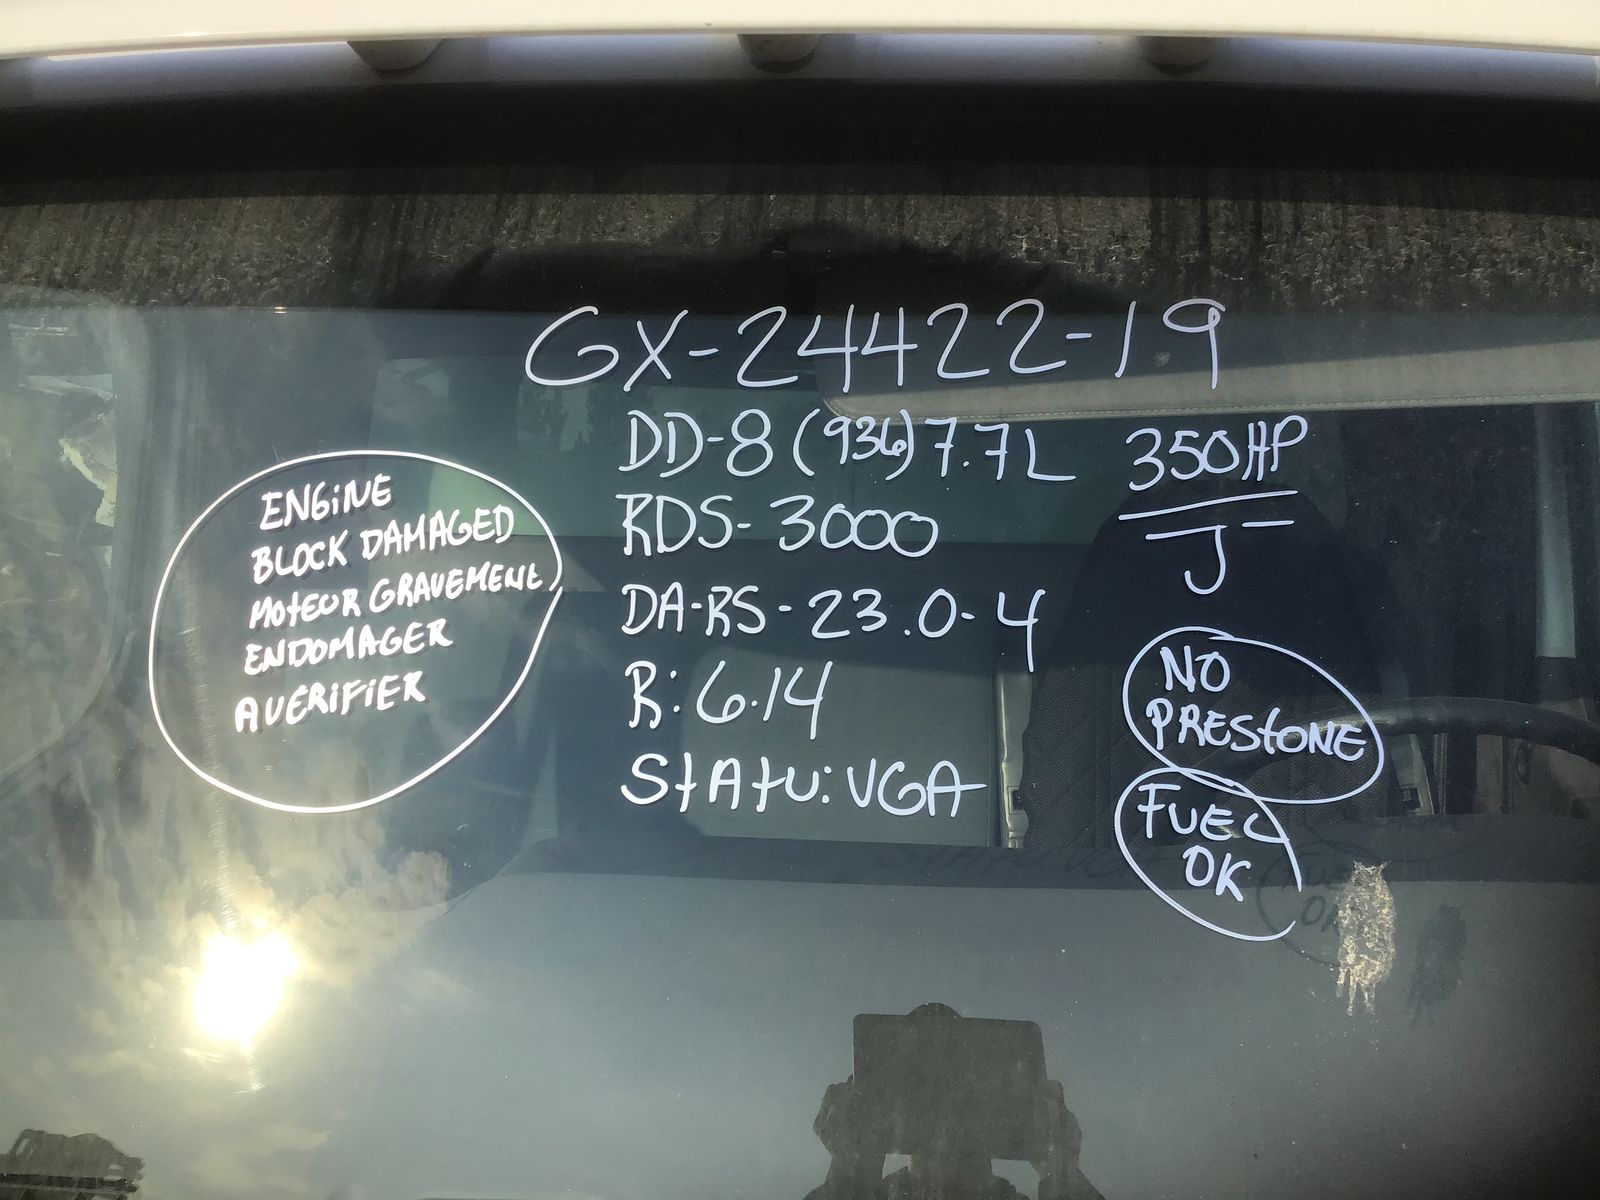 GX-24422-19
DD-8 (936) 7.7L 350HP
J -
RDS-3000
DA-RS-23.0-4
R: 6.14
StAtu: VGA
ENGiNE
BLOCK DAMAGED
MOtEUR GRAVEMENt
ENDOMAGER
A VERiFiER
NO
PREStONE
FUEL
OK